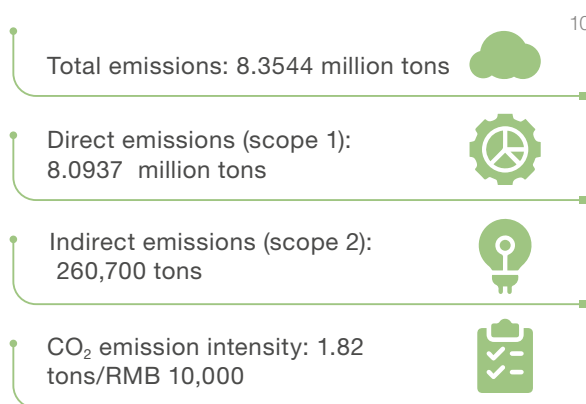 10
Total emissions: 8.3544 million tons
Direct emissions (scope 1):
8.0937 million tons
Indirect emissions (scope 2):
260,700 tons
CO₂ emission intensity: 1.82
tons/RMB 10,000